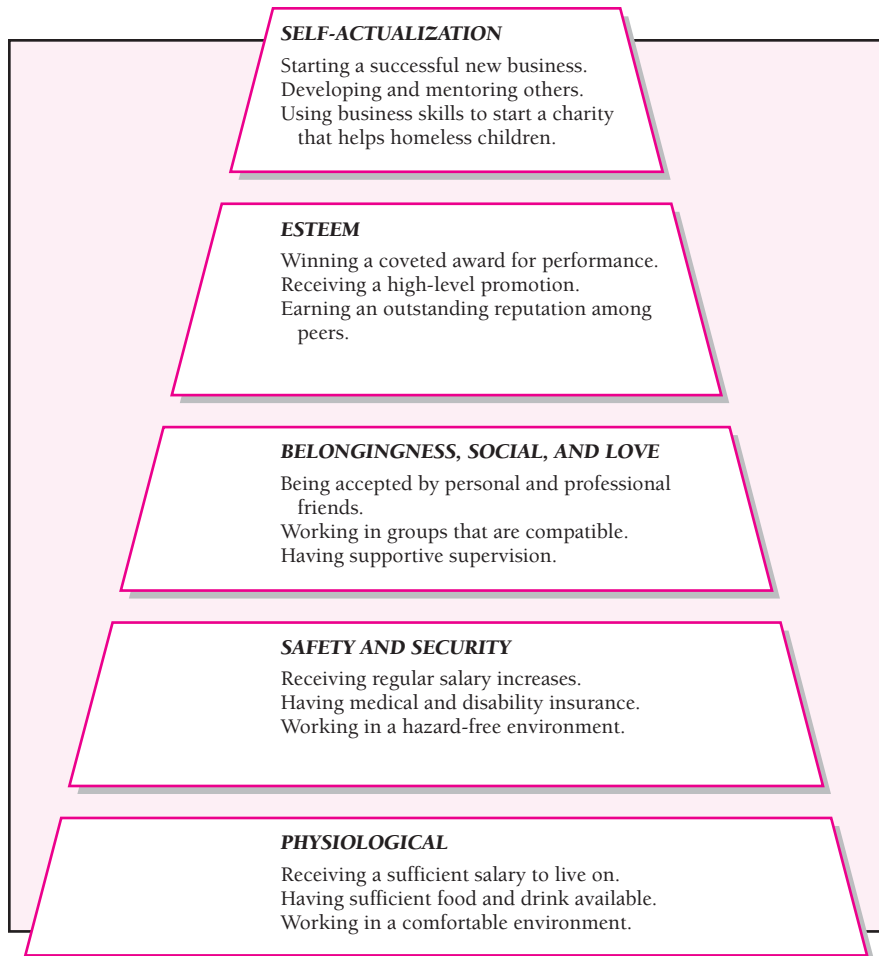 SELF-ACTUALIZATION
Starting a successful new business.
Developing and mentoring others.
Using business skills to start a charity
that helps homeless children.
ESTEEM
Winning a coveted award for performance.
Receiving a high-level promotion.
Earning an outstanding reputation among
peers.
BELONGINGNESS, SOCIAL, AND LOVE
Being accepted by personal and professional
friends.
Working in groups that are compatible.
Having supportive supervision.
SAFETY AND SECURITY
Receiving regular salary increases.
Having medical and disability insurance.
Working in a hazard-free environment.
PHYSIOLOGICAL
Receiving a sufficient salary to live on.
Having sufficient food and drink available.
Working in a comfortable environment.